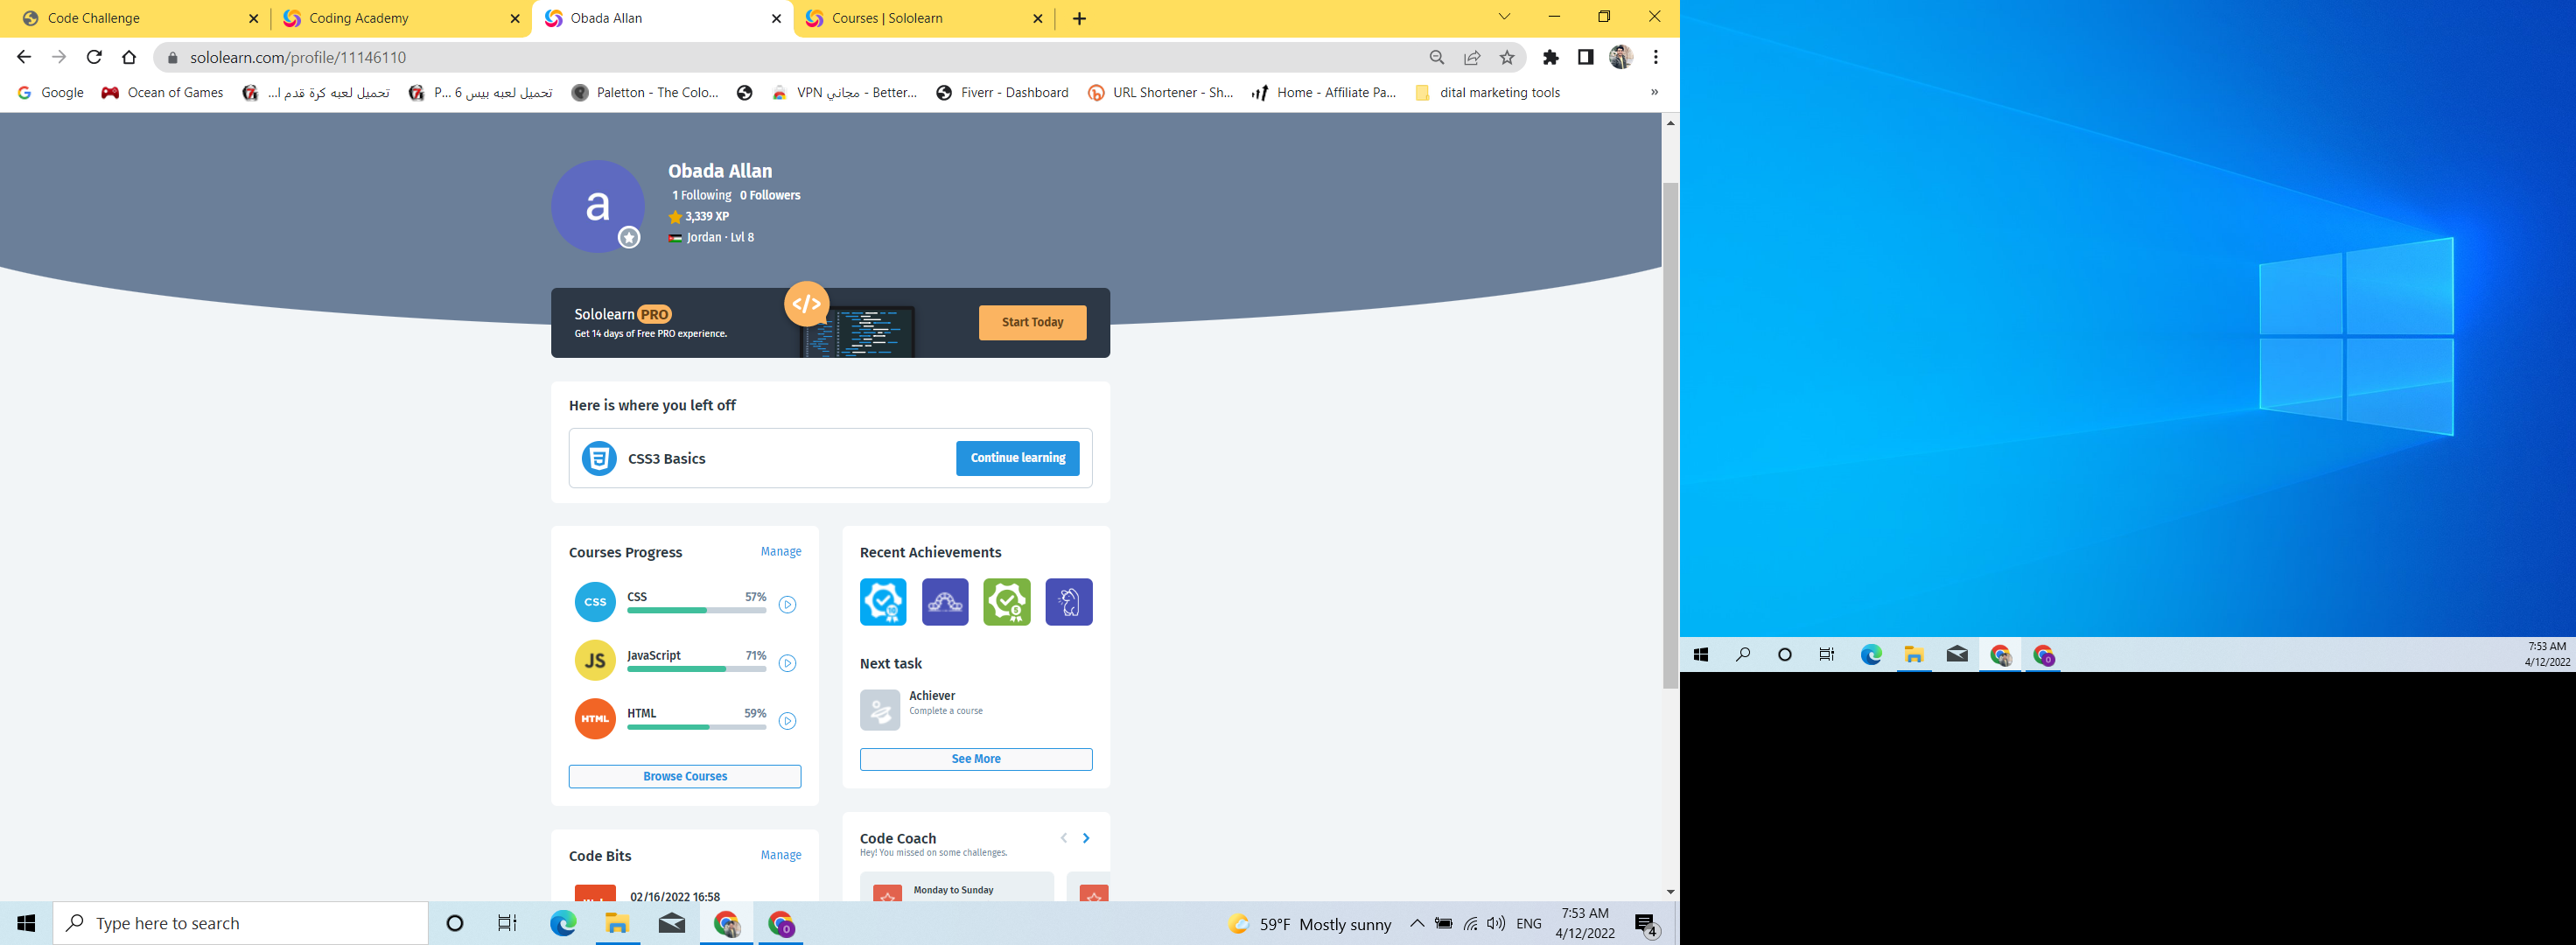 Code Challenge
Coding Academy
Obada Allan
Courses | Sololearn
sololearn.com/profile/11146110
Google
Ocean of Games
تحميل لعبه كرة قدم ا...
تحميل لعبه بيس 6 P...
Paletton - The Colo...
VPN مجاني - Better...
Fiverr - Dashboard
URL Shortener - Sh...
Home - Affiliate Pa...
dital marketing tools
»
Obada Allan
1 Following 0 Followers
3,339 XP
Jordan · Lvl 8
a
Sololearn PRO
Get 14 days of Free PRO experience.
</>
Start Today
Here is where you left off
CSS3 Basics
Continue learning
Courses Progress
Manage
CSS
CSS
57%
JS
JavaScript
71%
HTML
HTML
59%
Browse Courses
Recent Achievements
10
5
Next task
Achiever
Complete a course
See More
Code Bits
Manage
02/16/2022 16:58
Code Coach
Hey! You missed on some challenges.
Monday to Sunday
Type here to search
O
59°F Mostly sunny
ENG
7:53 AM
4/12/2022
4
O
7:53 AM
4/12/2022